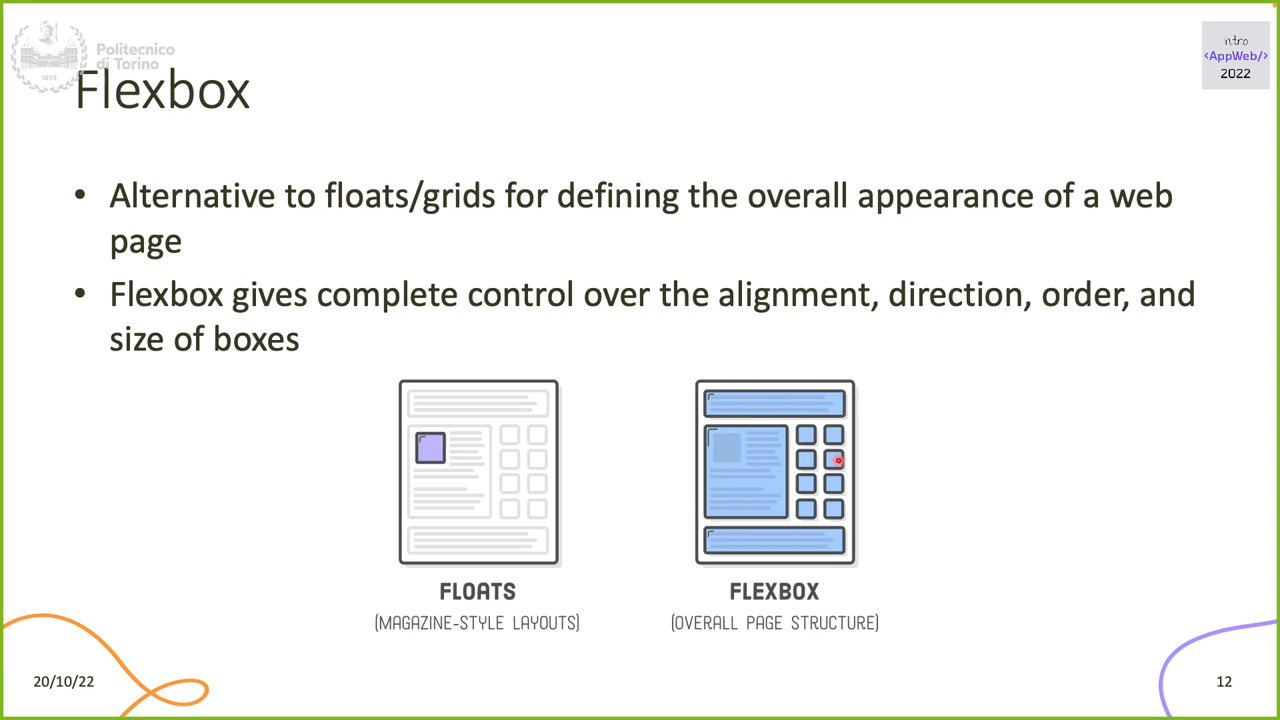 Politecnico
di Torino
1859
intro
<AppWeb/>
2022
Flexbox
• Alternative to floats/grids for defining the overall appearance of a web
page
• Flexbox gives complete control over the alignment, direction, order, and
size of boxes
FLOATS
(MAGAZINE-STYLE LAYOUTS)
FLEXBOX
(OVERALL PAGE STRUCTURE)
20/10/22
12